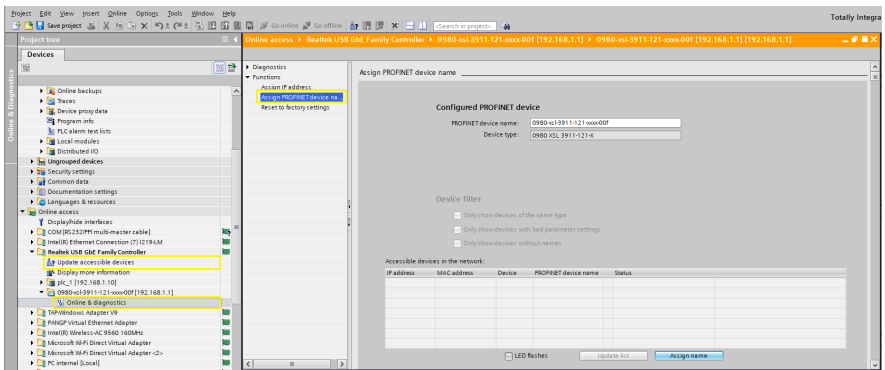 Project Edit View Insert Online Options Tools Window Help
Totally Integra
Save project
Go online
Go offline
<Search in project>
Project tree
Online access ▸ Realtek USB GbE Family Controller ▸ 0980-xsl-3911-121-xxxx-00f [192.168.1.1] ▸ 0980-xsl-3911-121-xxxx-00f [192.168.1.1] [192.168.1.1]
Devices
Online & Diagnostics
Online backups
Traces
Device proxy data
Program info
PLC alarm text lists
Local modules
Distributed I/O
Ungrouped devices
Security settings
Common data
Documentation settings
Languages & resources
Online access
Display/hide interfaces
COM [RS232/PPI multi-master cable]
Intel(R) Ethernet Connection (7) I219-LM
Realtek USB GbE Family Controller
Update accessible devices
Display more information
plc_1 [192.168.1.10]
0980-xsl-3911-121-xxxx-00f [192.168.1.1]
Online & diagnostics
TAP-Windows Adapter V9
PANGP Virtual Ethernet Adapter
Intel(R) Wireless-AC 9560 160MHz
Microsoft Wi-Fi Direct Virtual Adapter
Microsoft Wi-Fi Direct Virtual Adapter <2>
PC internal [Local]
Diagnostics
Functions
Assign IP address
Assign PROFINET device na...
Reset to factory settings
Assign PROFINET device name
Configured PROFINET device
PROFINET device name: 0980-xsl-3911-121-xxxx-00f
Device type: 0980 XSL 3911-121-X
Device filter
Only show devices of the same type
Only show devices with bad parameter settings
Only show devices without names
Accessible devices in the network:
IP address MAC address Device PROFINET device name Status
LED flashes
Update list
Assign name